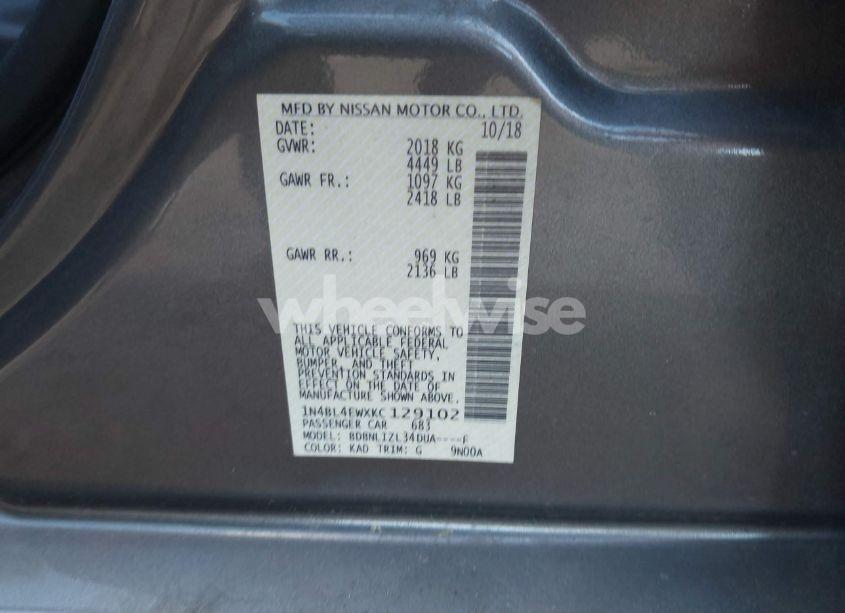 MFD BY NISSAN MOTOR CO., LTD.
DATE: 10/18
GVWR: 2018 KG
4449 LB
GAWR FR.: 1097 KG
2418 LB
GAWR RR.: 969 KG
2136 LB
wheelwise
THIS VEHICLE CONFORMS TO
ALL APPLICABLE FEDERAL
MOTOR VEHICLE SAFETY,
BUMPER, AND THEFT
PREVENTION STANDARDS IN
EFFECT ON THE DATE OF
MANUFACTURE SHOWN ABOVE.
1N4BL4EWXKC129102
PASSENGER CAR 683
MODEL: BDBNLIZL34DUA----F
COLOR: KAD TRIM: G 9N00A